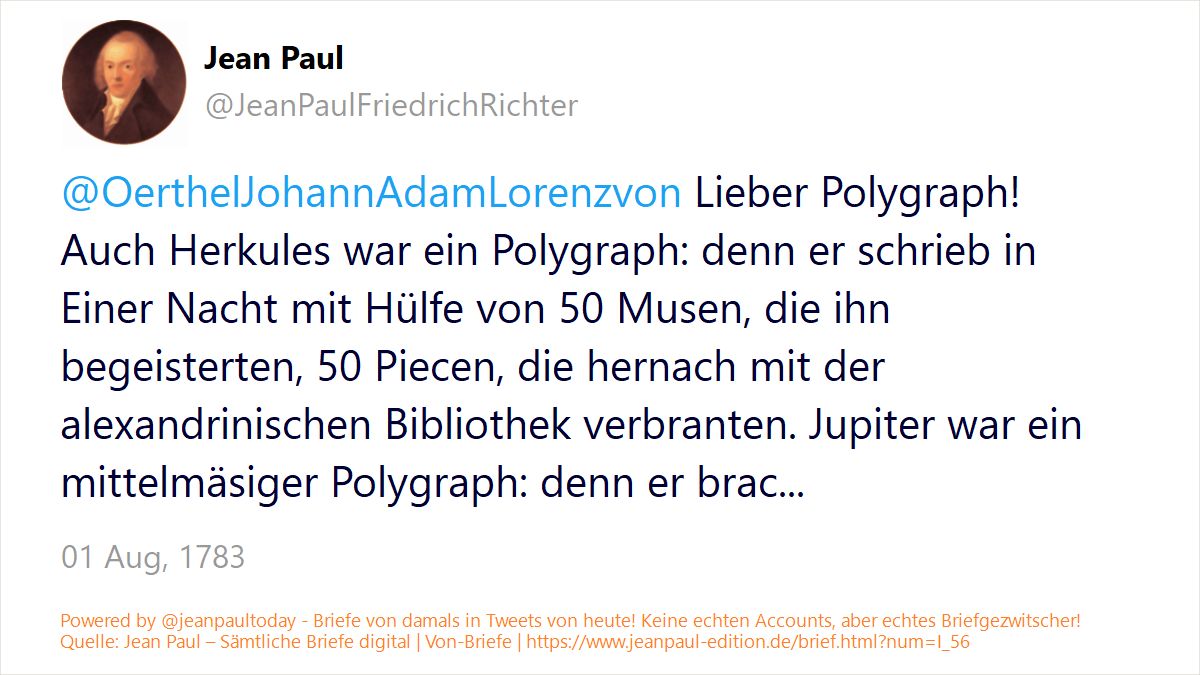 Jean Paul
@JeanPaulFriedrichRichter
@OerthelJohannAdamLorenzvon Lieber Polygraph!
Auch Herkules war ein Polygraph: denn er schrieb in
Einer Nacht mit Hülfe von 50 Musen, die ihn
begeisterten, 50 Piecen, die hernach mit der
alexandrinischen Bibliothek verbranten. Jupiter war ein
mittelmäsiger Polygraph: denn er brac...
01 Aug, 1783
Powered by @jeanpaultoday - Briefe von damals in Tweets von heute! Keine echten Accounts, aber echtes Briefgezwitscher!
Quelle: Jean Paul – Sämtliche Briefe digital | Von-Briefe | https://www.jeanpaul-edition.de/brief.html?num=I_56